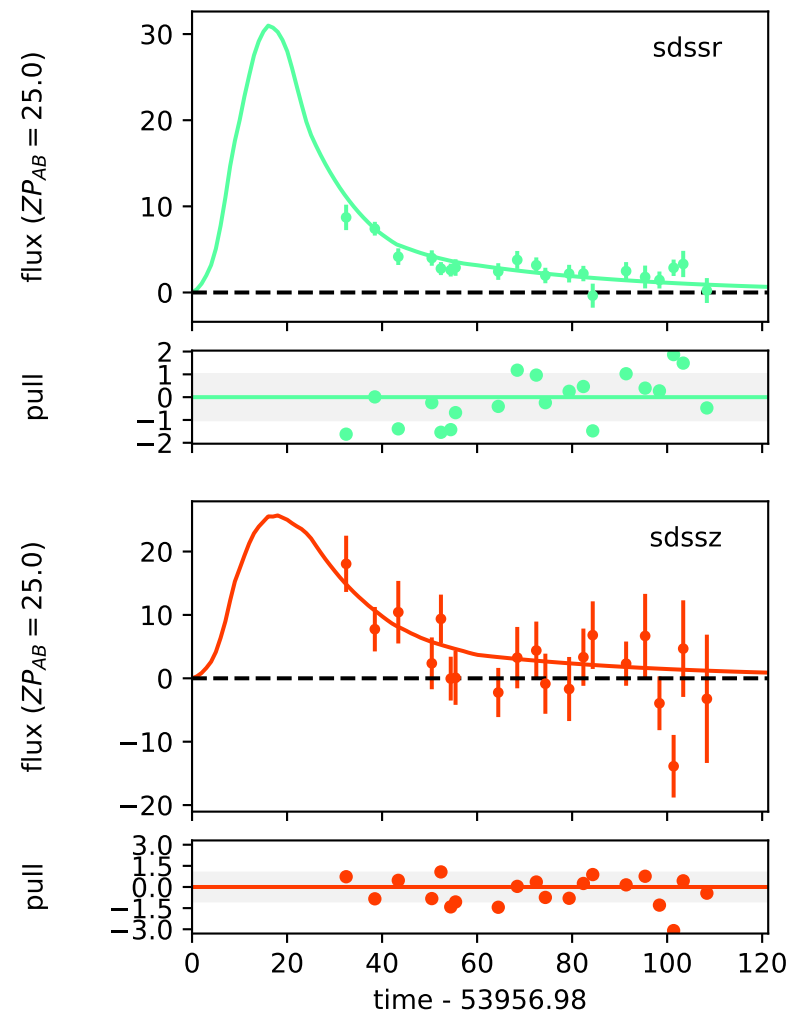 sdssr
flux (ZP_AB = 25.0)
30
20
10
0
pull
2
1
0
−1
−2
sdssz
flux (ZP_AB = 25.0)
20
10
0
−10
−20
pull
3.0
1.5
0.0
−1.5
−3.0
0 20 40 60 80 100 120
time - 53956.98